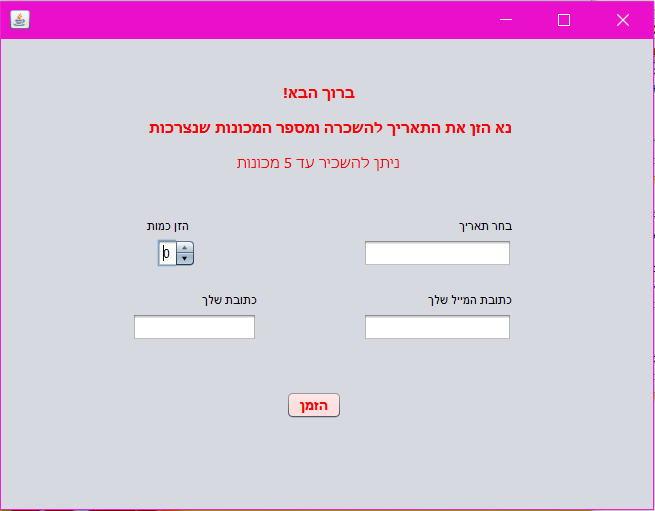 ברוך הבא!
נא הזן את התאריך להשכרה ומספר המכונות שנצרכות
ניתן להשכיר עד 5 מכונות
בחר תאריך
הזן כמות
0
כתובת המייל שלך
כתובת שלך
הזמן